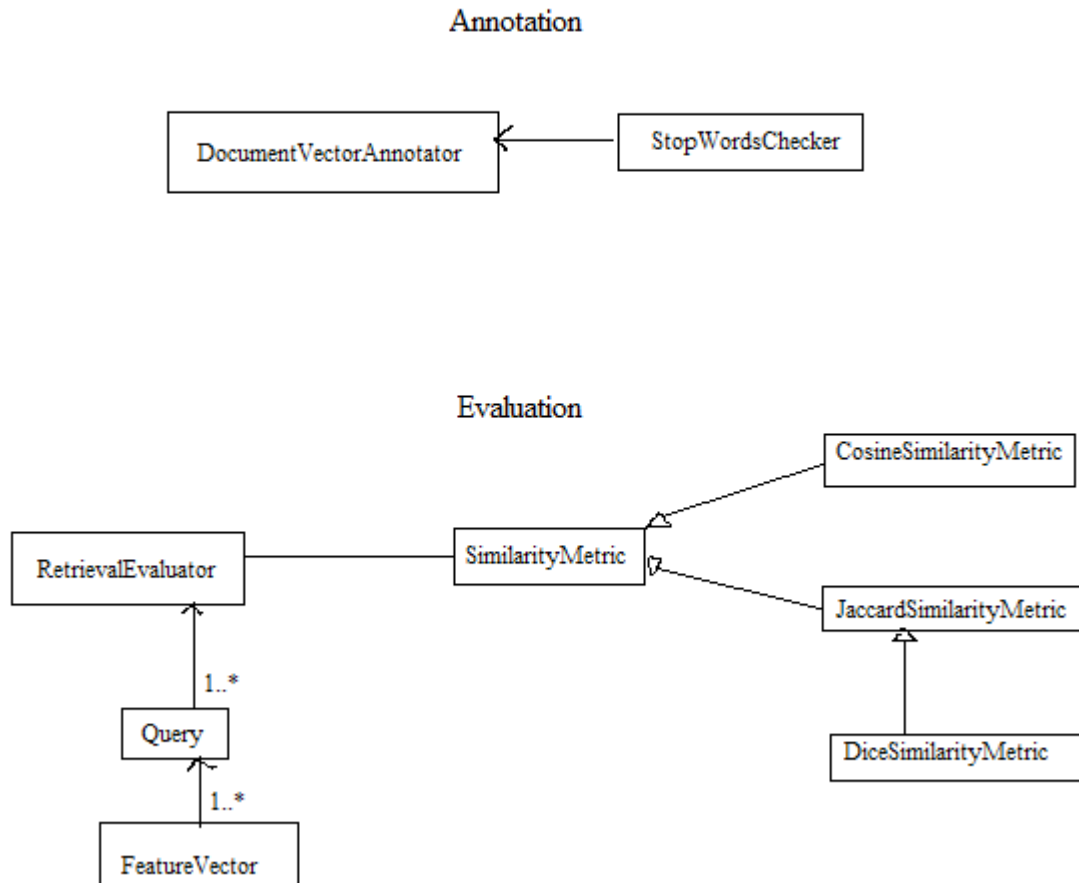 Annotation
DocumentVectorAnnotator
StopWordsChecker
Evaluation
CosineSimilarityMetric
RetrievalEvaluator
SimilarityMetric
JaccardSimilarityMetric
1..*
Query
DiceSimilarityMetric
1..*
FeatureVector